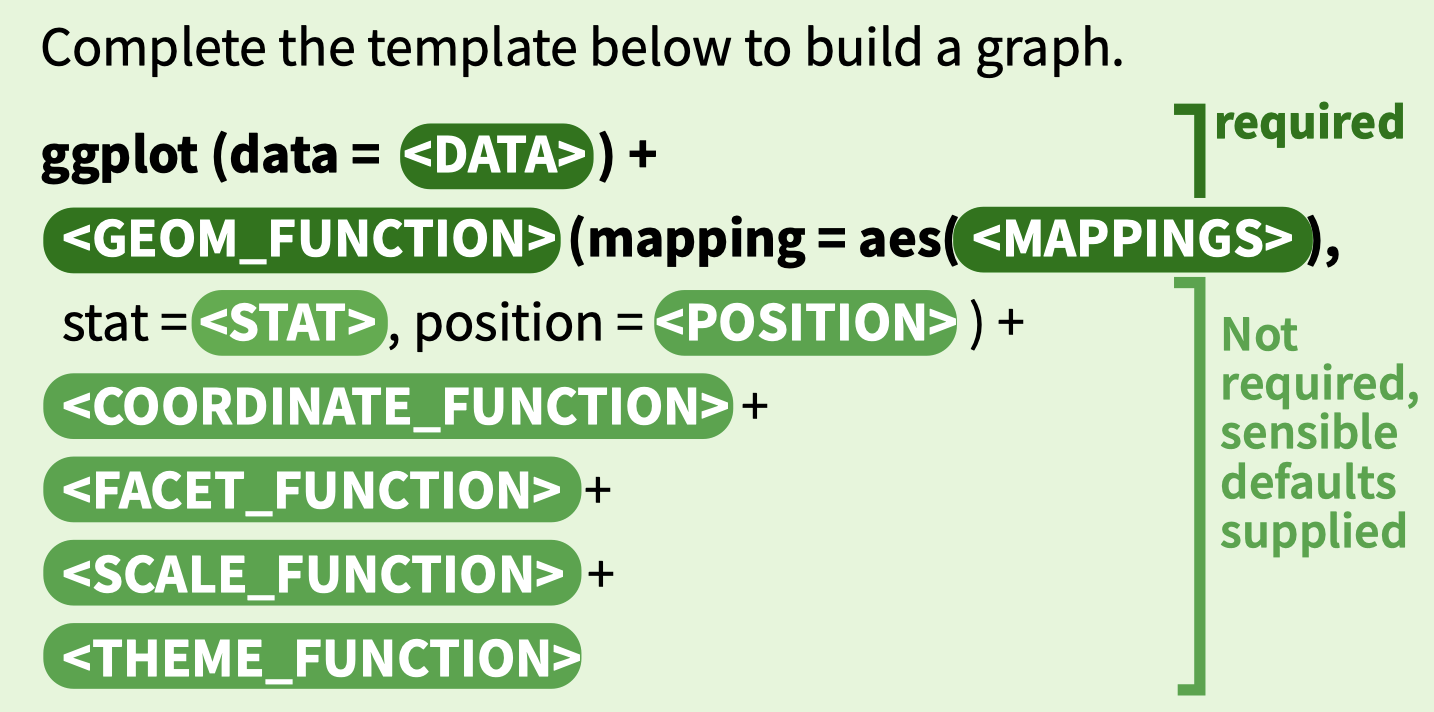 Complete the template below to build a graph.
ggplot (data = <DATA>) +
<GEOM_FUNCTION> (mapping = aes(<MAPPINGS>),
stat = <STAT>, position = <POSITION> ) +
<COORDINATE_FUNCTION> +
<FACET_FUNCTION> +
<SCALE_FUNCTION> +
<THEME_FUNCTION>
required
Not
required,
sensible
defaults
supplied